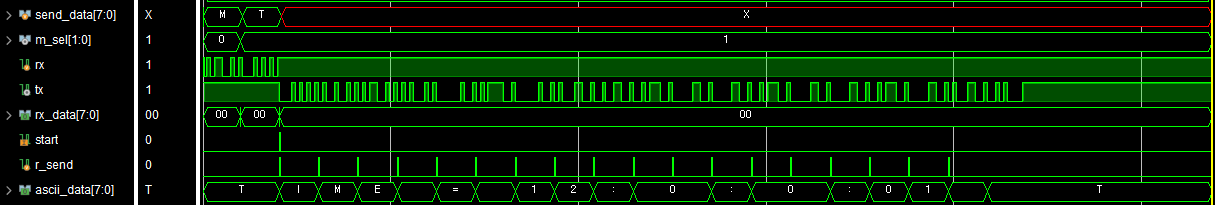 send_data[7:0] X M T X
m_sel[1:0] 1 0 1
rx 1
tx 1
rx_data[7:0] 00 00 00 00
start 0
r_send 0
ascii_data[7:0] T T I M E = 1 2 : 0 : 0 : 0 1 T